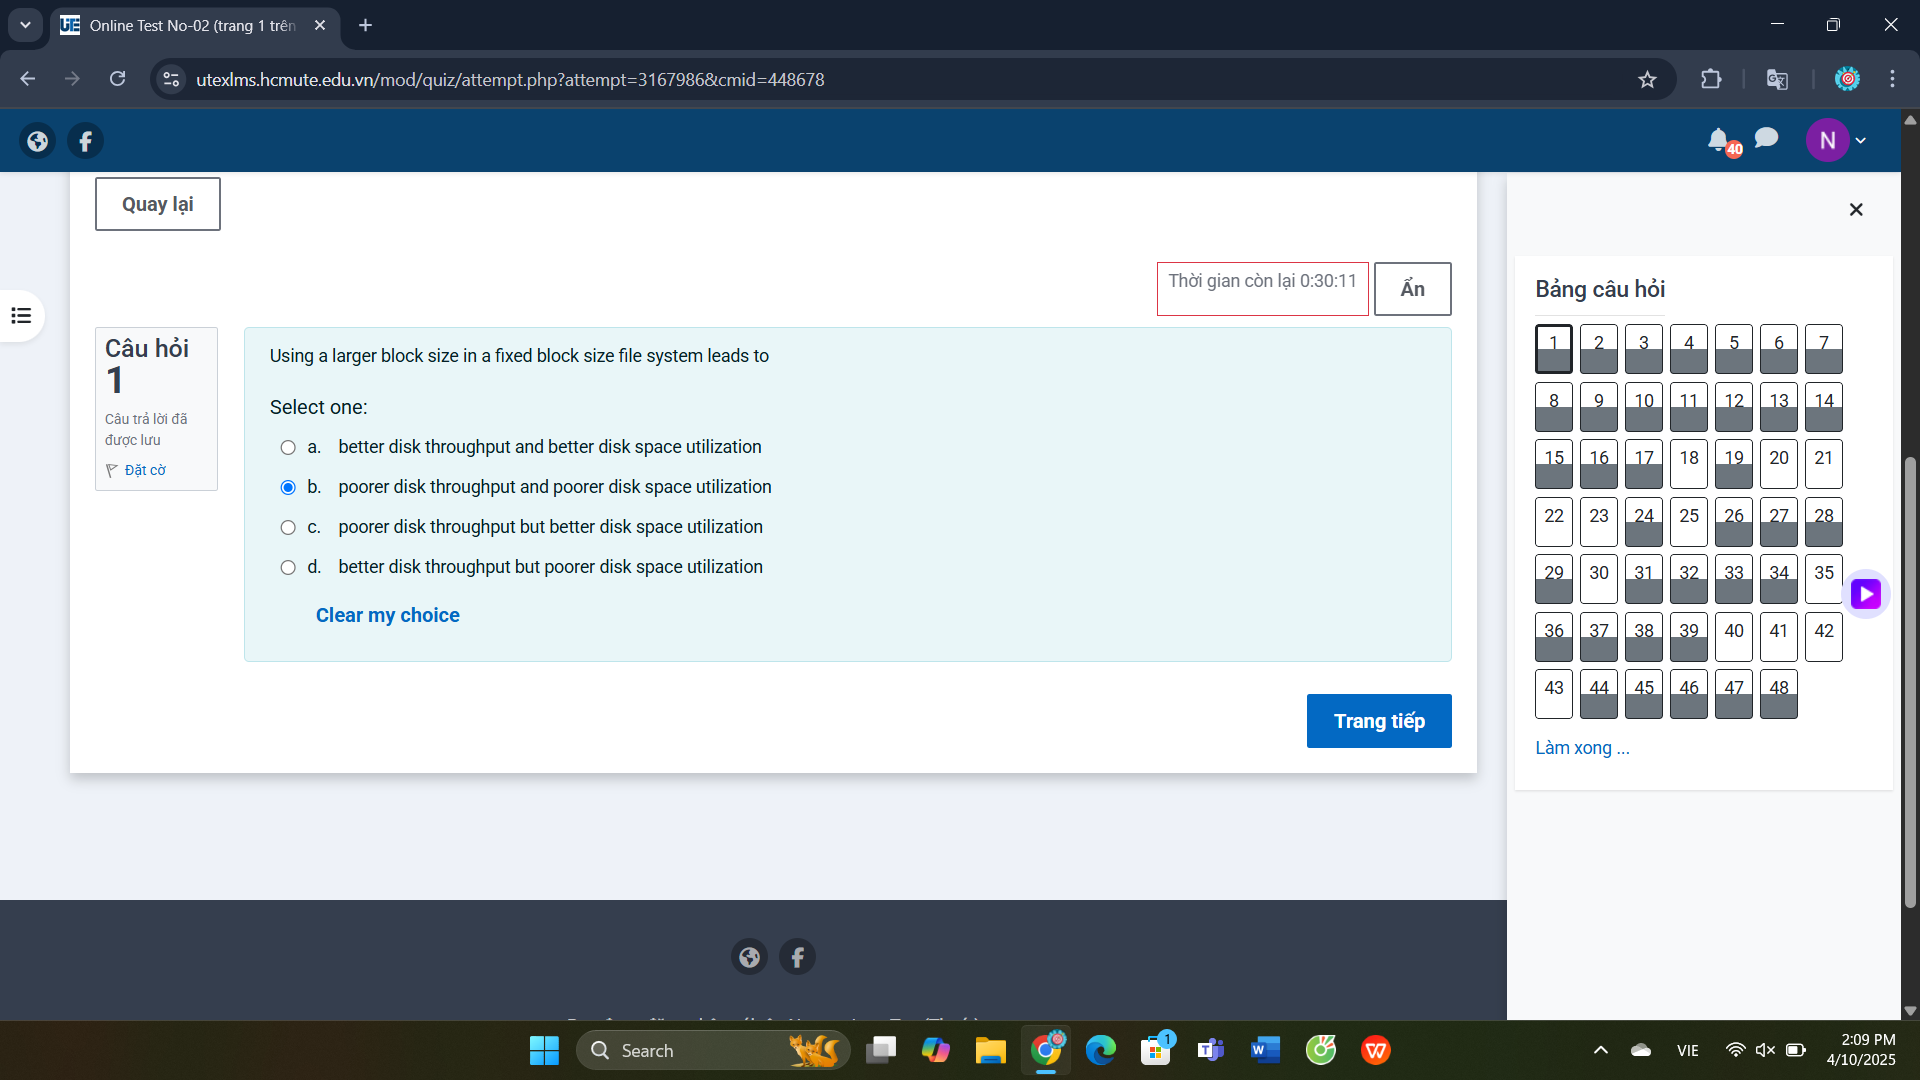 Online Test No-02 (trang 1 trên
utexlms.hcmute.edu.vn/mod/quiz/attempt.php?attempt=3167986&cmid=448678
40
N
Quay lại
Thời gian còn lại 0:30:11
Ẩn
Câu hỏi
1
Câu trả lời đã
được lưu
Đặt cờ
Using a larger block size in a fixed block size file system leads to
Select one:
a. better disk throughput and better disk space utilization
b. poorer disk throughput and poorer disk space utilization
c. poorer disk throughput but better disk space utilization
d. better disk throughput but poorer disk space utilization
Clear my choice
Trang tiếp
Bảng câu hỏi
1 2 3 4 5 6 7
8 9 10 11 12 13 14
15 16 17 18 19 20 21
22 23 24 25 26 27 28
29 30 31 32 33 34 35
36 37 38 39 40 41 42
43 44 45 46 47 48
Làm xong ...
Search
1
VIE
2:09 PM
4/10/2025